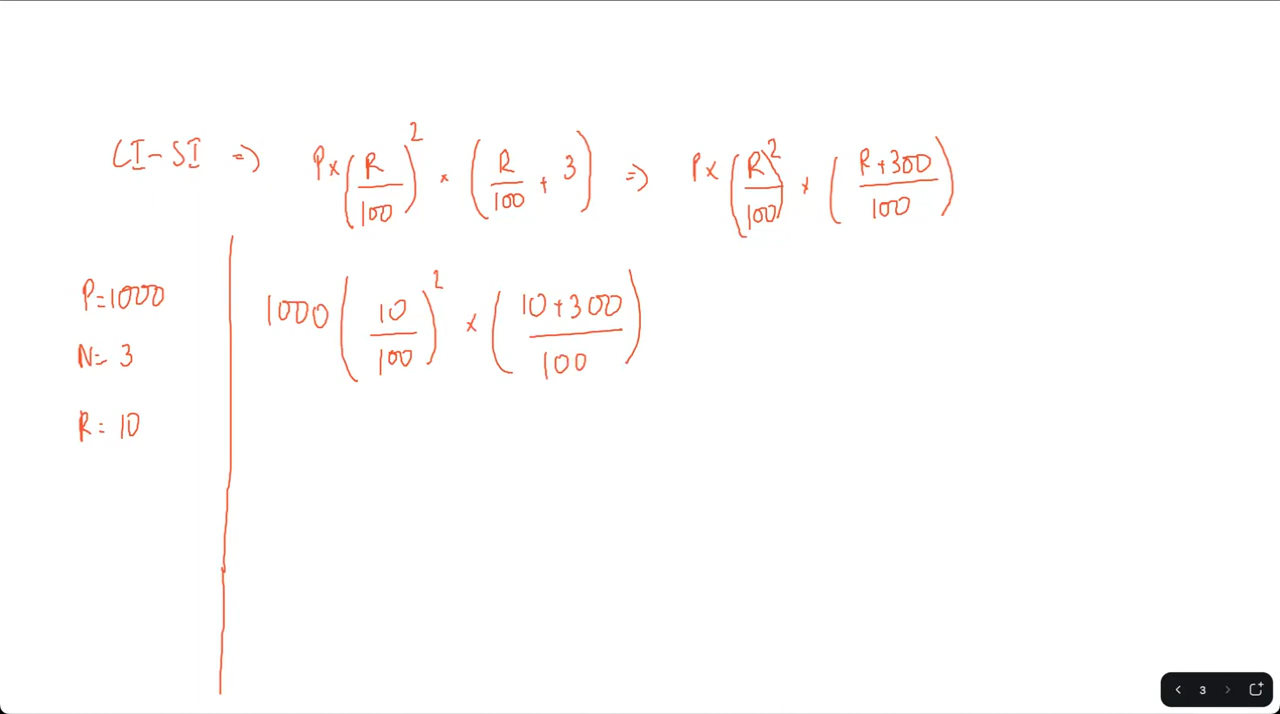 CI-SI => P×(R/100)^2 × (R/100 + 3) => P×(R/100)^2 × (R+300/100)
P=1000
N= 3
R= 10
1000(10/100)^2 × (10+300/100)
3